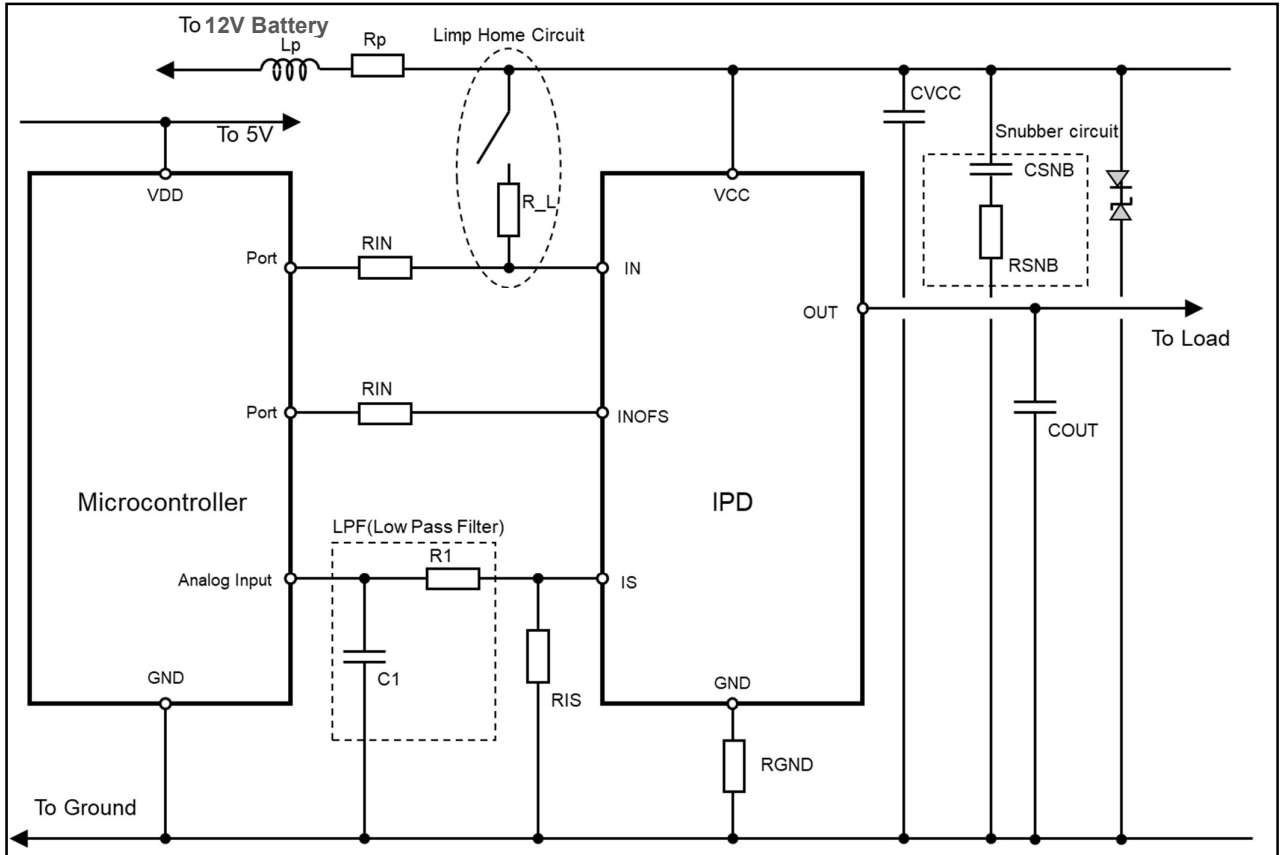 To 12V Battery
Lp
Rp
Limp Home Circuit
CVCC
To 5V
Snubber circuit
VDD
VCC
CSNB
R_L
RIN
Port
IN
RSNB
OUT
To Load
RIN
Port
INOFS
COUT
Microcontroller
IPD
LPF(Low Pass Filter)
R1
Analog Input
IS
GND
C1
RIS
GND
RGND
To Ground